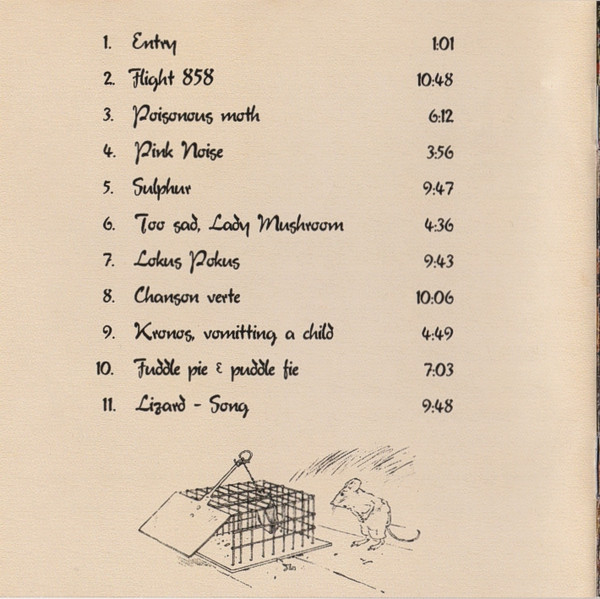 1. Entry 1:01
2. Flight 858 10:48
3. Poisonous moth 6:12
4. Pink Noise 3:56
5. Sulphur 9:47
6. Too sad, Lady Mushroom 4:36
7. Lokus Pokus 9:43
8. Chanson verte 10:06
9. Kronos, vomitting a child 4:49
10. Fuddle pie & puddle fie 7:03
11. Lizard - Song 9:48